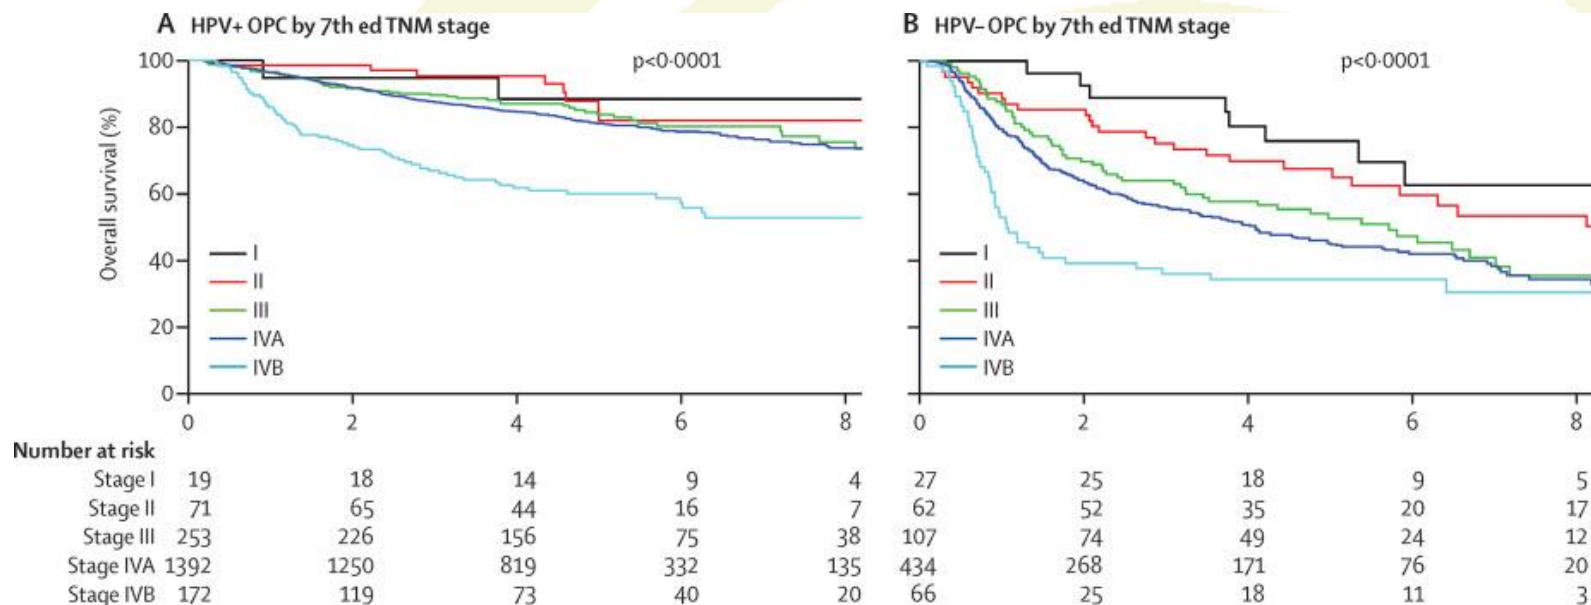 A HPV+ OPC by 7th ed TNM stage
p<0·0001
Overall survival (%)
100
80
60
40
20
0
I
II
III
IVA
IVB
0 2 4 6 8
B HPV– OPC by 7th ed TNM stage
p<0·0001
I
II
III
IVA
IVB
0 2 4 6 8
Number at risk
Stage I 19 18 14 9 4 27 25 18 9 5
Stage II 71 65 44 16 7 62 52 35 20 17
Stage III 253 226 156 75 38 107 74 49 24 12
Stage IVA 1392 1250 819 332 135 434 268 171 76 20
Stage IVB 172 119 73 40 20 66 25 18 11 3